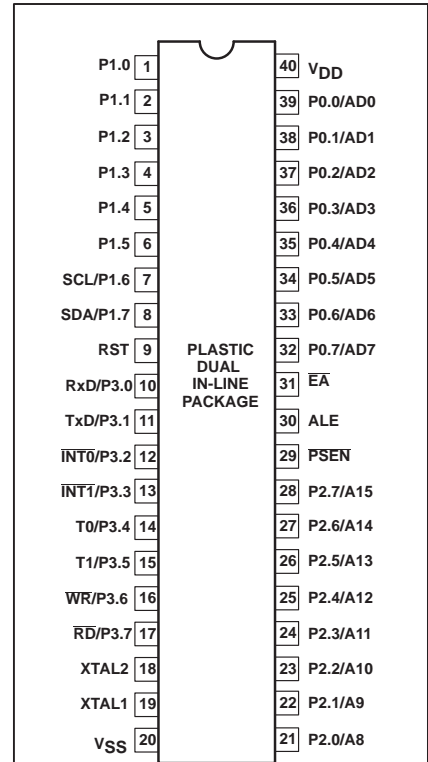 P1.0 1
P1.1 2
P1.2 3
P1.3 4
P1.4 5
P1.5 6
SCL/P1.6 7
SDA/P1.7 8
RST 9
RxD/P3.0 10
TxD/P3.1 11
I̅N̅T̅0̅/P3.2 12
I̅N̅T̅1̅/P3.3 13
T0/P3.4 14
T1/P3.5 15
W̅R̅/P3.6 16
R̅D̅/P3.7 17
XTAL2 18
XTAL1 19
VSS 20
PLASTIC
DUAL
IN-LINE
PACKAGE
40 VDD
39 P0.0/AD0
38 P0.1/AD1
37 P0.2/AD2
36 P0.3/AD3
35 P0.4/AD4
34 P0.5/AD5
33 P0.6/AD6
32 P0.7/AD7
31 E̅A̅
30 ALE
29 P̅S̅E̅N̅
28 P2.7/A15
27 P2.6/A14
26 P2.5/A13
25 P2.4/A12
24 P2.3/A11
23 P2.2/A10
22 P2.1/A9
21 P2.0/A8